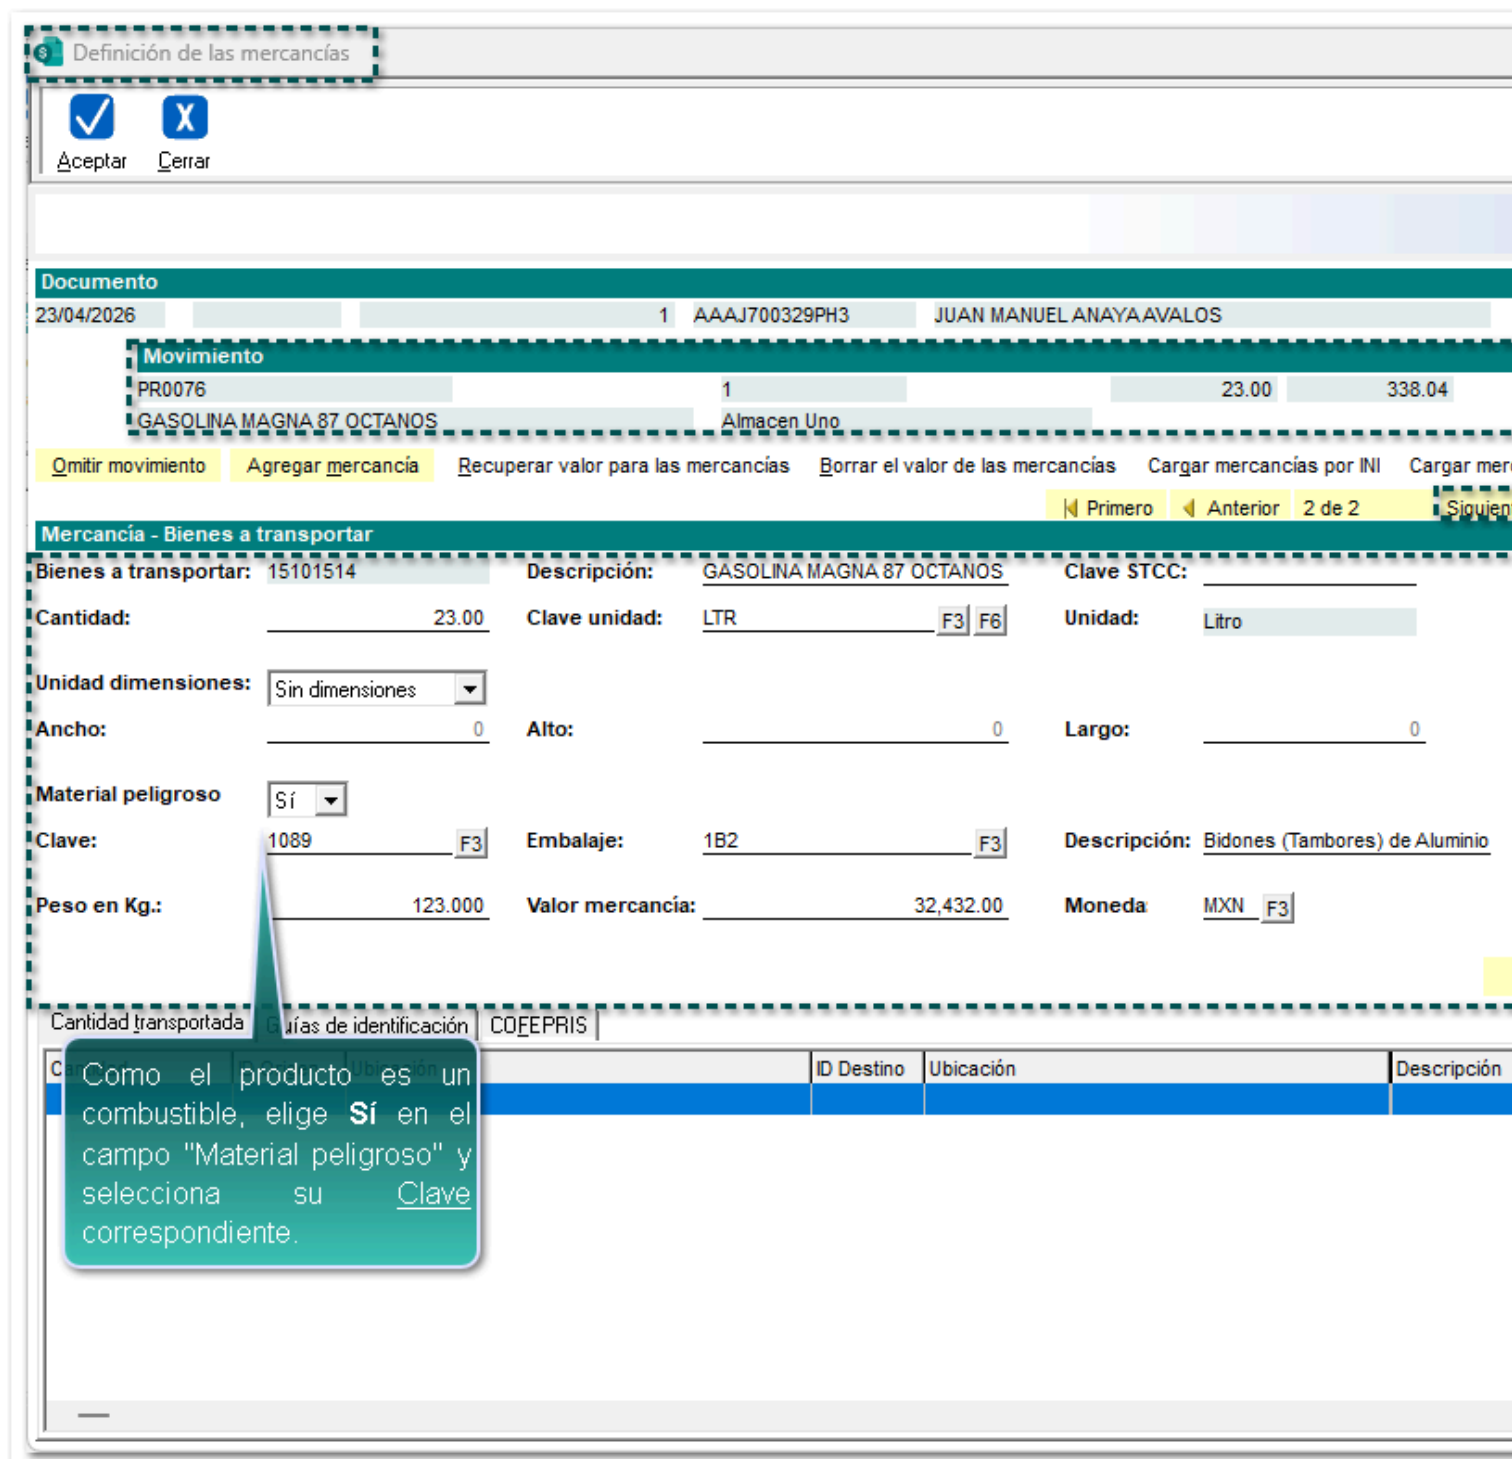 Definición de las mercancías
Aceptar Cerrar
Documento
23/04/2026 1 AAAJ700329PH3 JUAN MANUEL ANAYA AVALOS
Movimiento
PR0076 1 23.00 338.04
GASOLINA MAGNA 87 OCTANOS Almacen Uno
Omitir movimiento Agregar mercancía Recuperar valor para las mercancías Borrar el valor de las mercancías Cargar mercancías por INI Cargar mer
Primero Anterior 2 de 2 Siguien
Mercancía - Bienes a transportar
Bienes a transportar: 15101514 Descripción: GASOLINA MAGNA 87 OCTANOS Clave STCC:
Cantidad: 23.00 Clave unidad: LTR F3 F6 Unidad: Litro
Unidad dimensiones: Sin dimensiones
Ancho: 0 Alto: 0 Largo: 0
Material peligroso Sí
Clave: 1089 F3 Embalaje: 1B2 F3 Descripción: Bidones (Tambores) de Aluminio
Peso en Kg.: 123.000 Valor mercancía: 32,432.00 Moneda MXN F3
Cantidad transportada Guías de identificación COFEPRIS
Ubicación ID Destino Ubicación Descripción
Como el producto es un
combustible, elige Sí en el
campo "Material peligroso" y
selecciona su Clave
correspondiente.